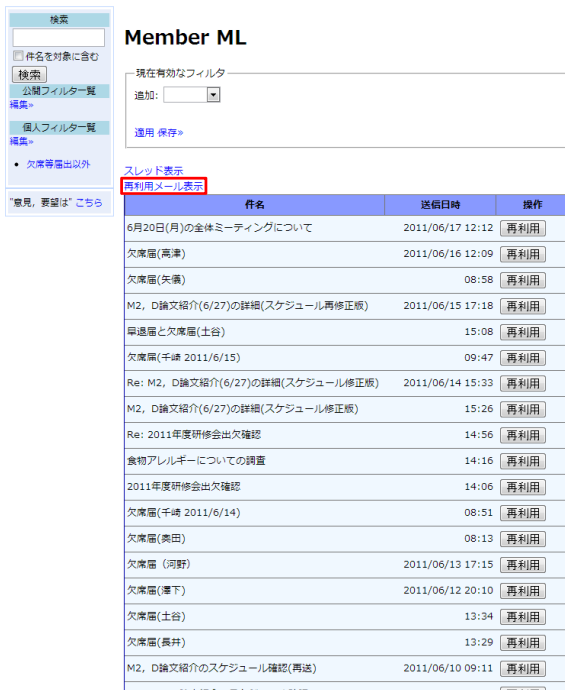 検索
件名を対象に含む
検索
公開フィルター覧
編集»
個人フィルター覧
編集»
欠席等届出以外
"意見，要望は" こちら
Member ML
現在有効なフィルタ
追加:
適用 保存»
スレッド表示
再利用メール表示
件名 送信日時 操作
6月20日(月)の全体ミーティングについて 2011/06/17 12:12 再利用
欠席届(高津) 2011/06/16 12:09 再利用
欠席届(矢儀) 08:58 再利用
M2，D論文紹介(6/27)の詳細(スケジュール再修正版) 2011/06/15 17:18 再利用
早退届と欠席届(土谷) 15:08 再利用
欠席届(千崎 2011/6/15) 09:47 再利用
Re: M2，D論文紹介(6/27)の詳細(スケジュール修正版) 2011/06/14 15:33 再利用
M2，D論文紹介(6/27)の詳細(スケジュール修正版) 15:26 再利用
Re: 2011年度研修会出欠確認 14:56 再利用
食物アレルギーについての調査 14:16 再利用
2011年度研修会出欠確認 14:06 再利用
欠席届(千崎 2011/6/14) 08:51 再利用
欠席届(奥田) 08:13 再利用
欠席届（河野） 2011/06/13 17:15 再利用
欠席届(澤下) 2011/06/12 20:10 再利用
欠席届(土谷) 13:34 再利用
欠席届(長井) 13:29 再利用
M2，D論文紹介のスケジュール確認(再送) 2011/06/10 09:11 再利用